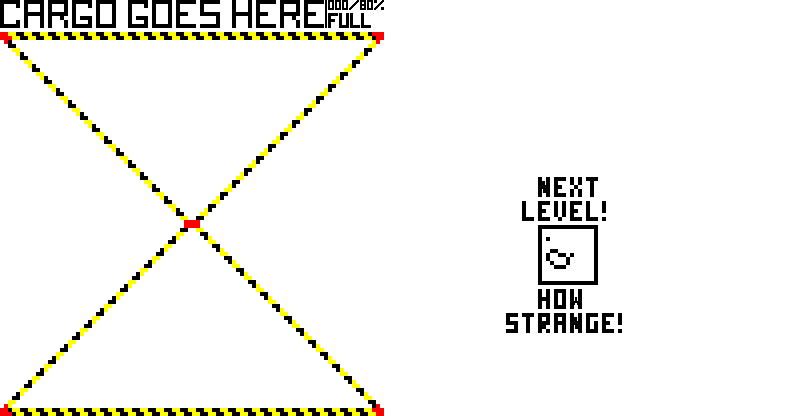 CARGO GOES HERE
000/80%
FULL
NEXT
LEVEL!
HOW
STRANGE!